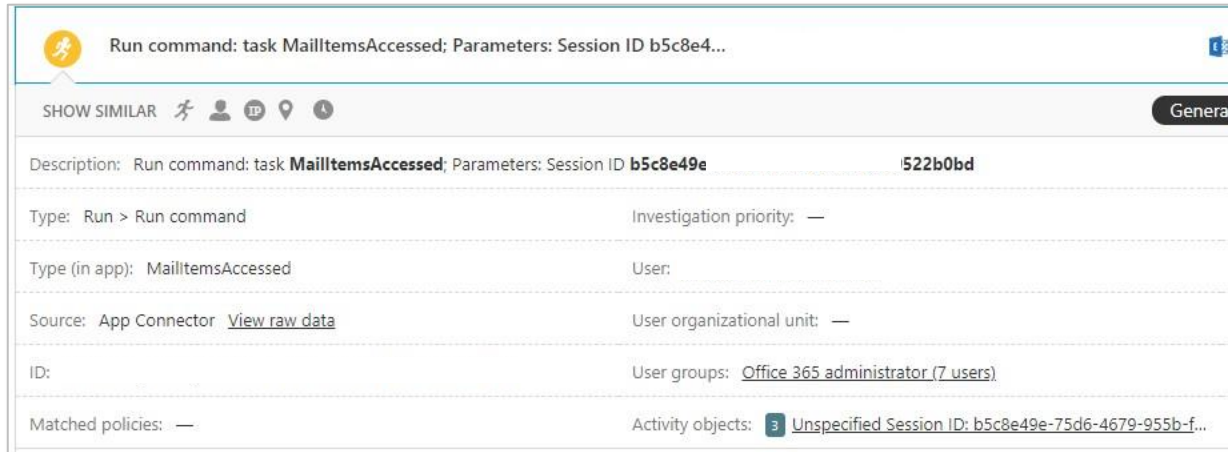 Run command: task MailItemsAccessed; Parameters: Session ID b5c8e4...
SHOW SIMILAR IP
Genera
Description: Run command: task MailItemsAccessed; Parameters: Session ID b5c8e49e 522b0bd
Type: Run > Run command
Investigation priority: —
Type (in app): MailItemsAccessed
User:
Source: App Connector View raw data
User organizational unit: —
ID:
User groups: Office 365 administrator (7 users)
Matched policies: —
Activity objects: 3 Unspecified Session ID: b5c8e49e-75d6-4679-955b-f...